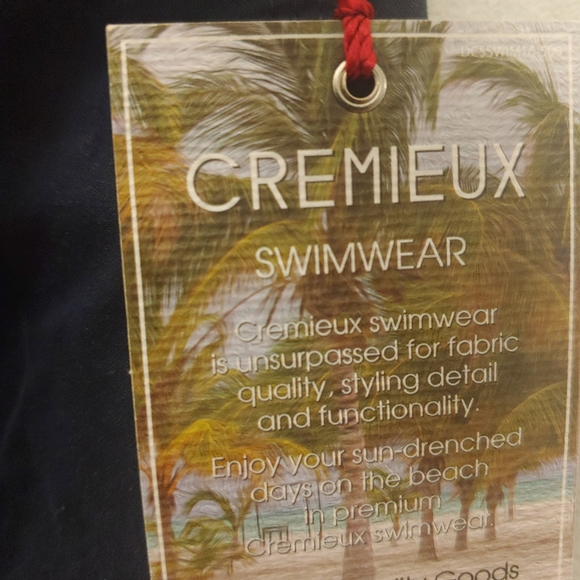 CREMIEUX
SWIMWEAR
Cremieux swimwear
is unsurpassed for fabric
quality, styling detail
and functionality.
Enjoy your sun-drenched
days on the beach
in premium
Cremieux swimwear.
Goods